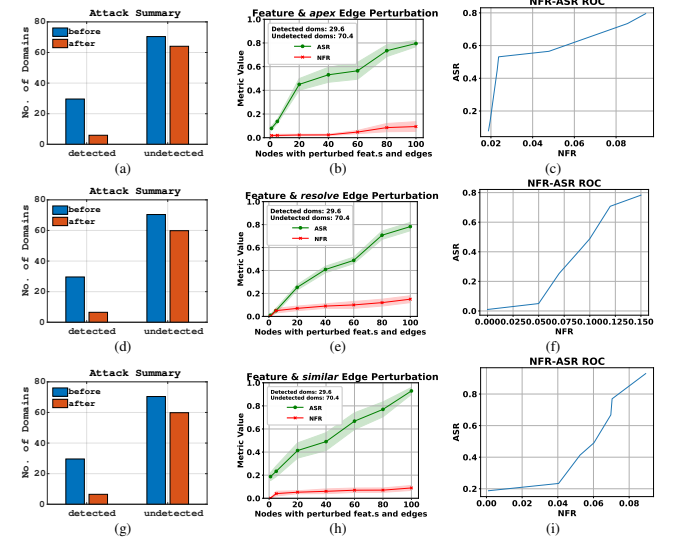 Attack Summary
No. of Domains
80
60
40
20
0
before
after
detected
undetected
(a)
Feature & apex Edge Perturbation
Metric Value
1.0
0.8
0.6
0.4
0.2
0.0
Detected doms: 29.6
Undetected doms: 70.4
ASR
NFR
0 20 40 60 80 100
Nodes with perturbed feat.s and edges
(b)
NFR-ASR ROC
ASR
0.8
0.6
0.4
0.2
0.02 0.04 0.06 0.08
NFR
(c)
Attack Summary
No. of Domains
80
60
40
20
0
before
after
detected
undetected
(d)
Feature & resolve Edge Perturbation
Metric Value
1.0
0.8
0.6
0.4
0.2
0.0
Detected doms: 29.6
Undetected doms: 70.4
ASR
NFR
0 20 40 60 80 100
Nodes with perturbed feat.s and edges
(e)
NFR-ASR ROC
ASR
0.8
0.6
0.4
0.2
0.0
0.0000.0250.0500.0750.1000.1250.150
NFR
(f)
Attack Summary
No. of Domains
80
60
40
20
0
before
after
detected
undetected
(g)
Feature & similar Edge Perturbation
Metric Value
1.0
0.8
0.6
0.4
0.2
0.0
Detected doms: 29.6
Undetected doms: 70.4
ASR
NFR
0 20 40 60 80 100
Nodes with perturbed feat.s and edges
(h)
NFR-ASR ROC
ASR
0.8
0.6
0.4
0.2
0.00 0.02 0.04 0.06 0.08
NFR
(i)